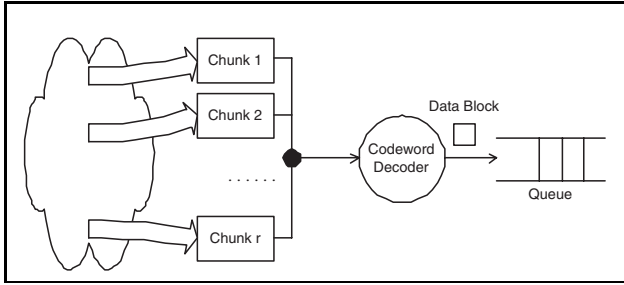 Chunk 1
Chunk 2
......
Chunk r
Codeword
Decoder
Data Block
Queue